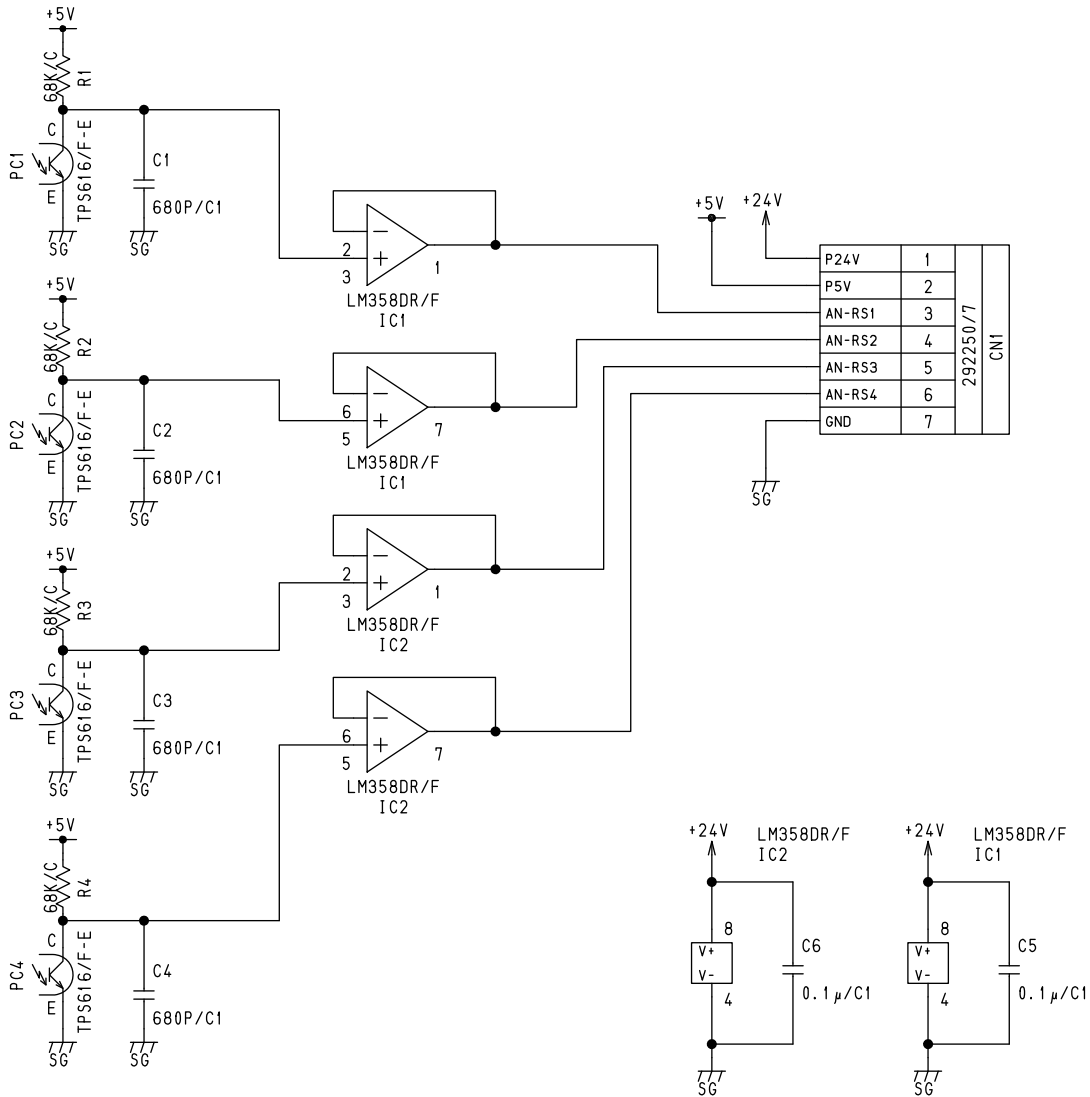 +5V
68K/C
R1
C
PC1
E
TPS616/F-E
C1
680P/C1
SG
SG
2
3
1
LM358DR/F
IC1
+5V
68K/C
R2
C
PC2
E
TPS616/F-E
C2
680P/C1
SG
SG
6
5
7
LM358DR/F
IC1
+5V
68K/C
R3
C
PC3
E
TPS616/F-E
C3
680P/C1
SG
SG
2
3
1
LM358DR/F
IC2
+5V
68K/C
R4
C
PC4
E
TPS616/F-E
C4
680P/C1
SG
SG
6
5
7
LM358DR/F
IC2
+5V +24V
P24V 1
P5V 2
AN-RS1 3
AN-RS2 4
AN-RS3 5
AN-RS4 6
GND 7
292250/7
CN1
SG
+24V
LM358DR/F
IC2
8
V+
V-
4
C6
0.1μ/C1
SG
+24V
LM358DR/F
IC1
8
V+
V-
4
C5
0.1μ/C1
SG